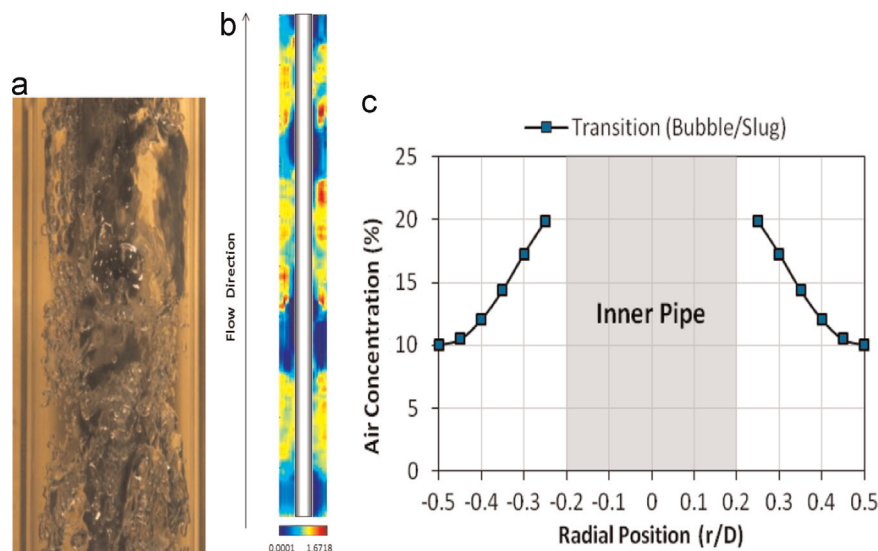 a
b
Flow Direction
0.0001 1.6718
c
Transition (Bubble/Slug)
Air Concentration (%)
25
20
15
10
5
0
Inner Pipe
-0.5 -0.4 -0.3 -0.2 -0.1 0 0.1 0.2 0.3 0.4 0.5
Radial Position (r/D)